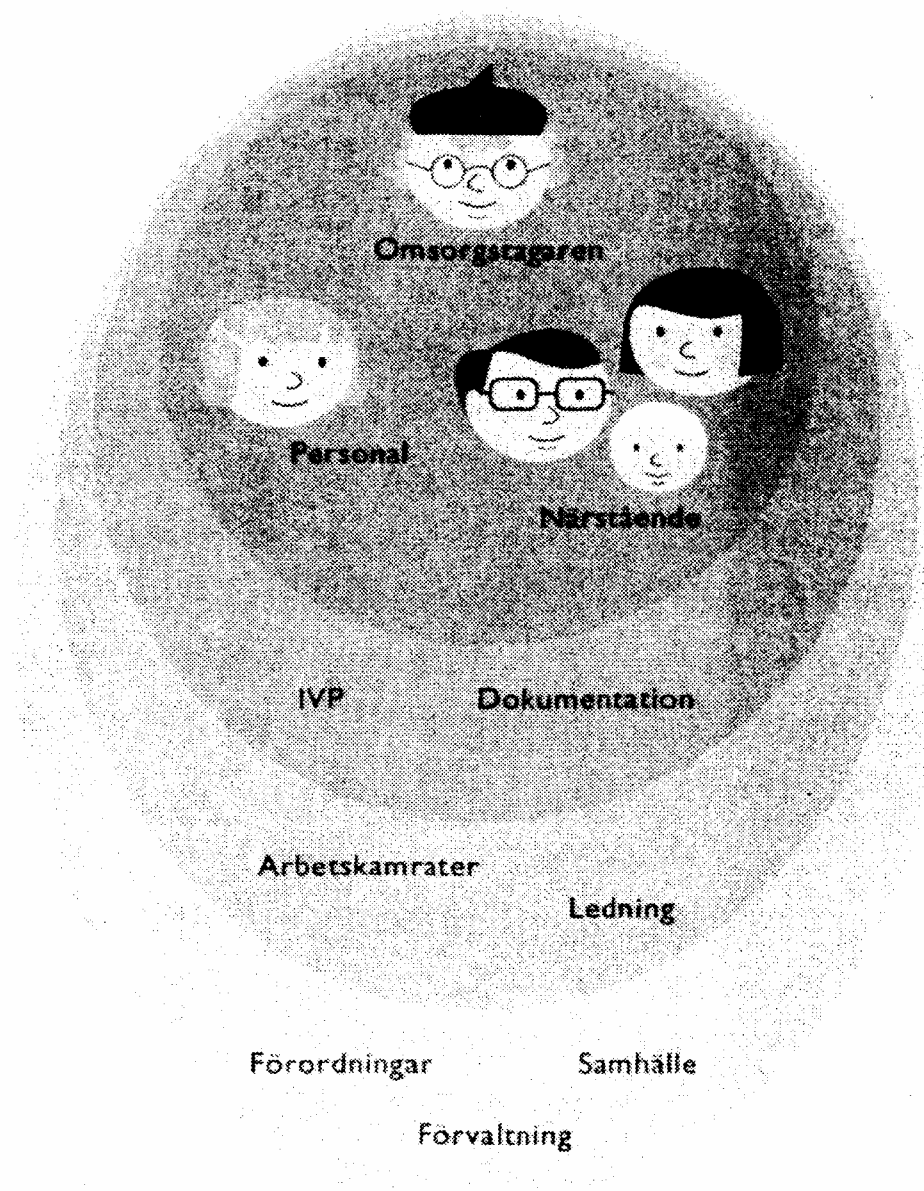 Omsorgstagaren
Personal
Närstående
IVP Dokumentation
Arbetskamrater
Ledning
Förordningar Samhälle
Förvaltning